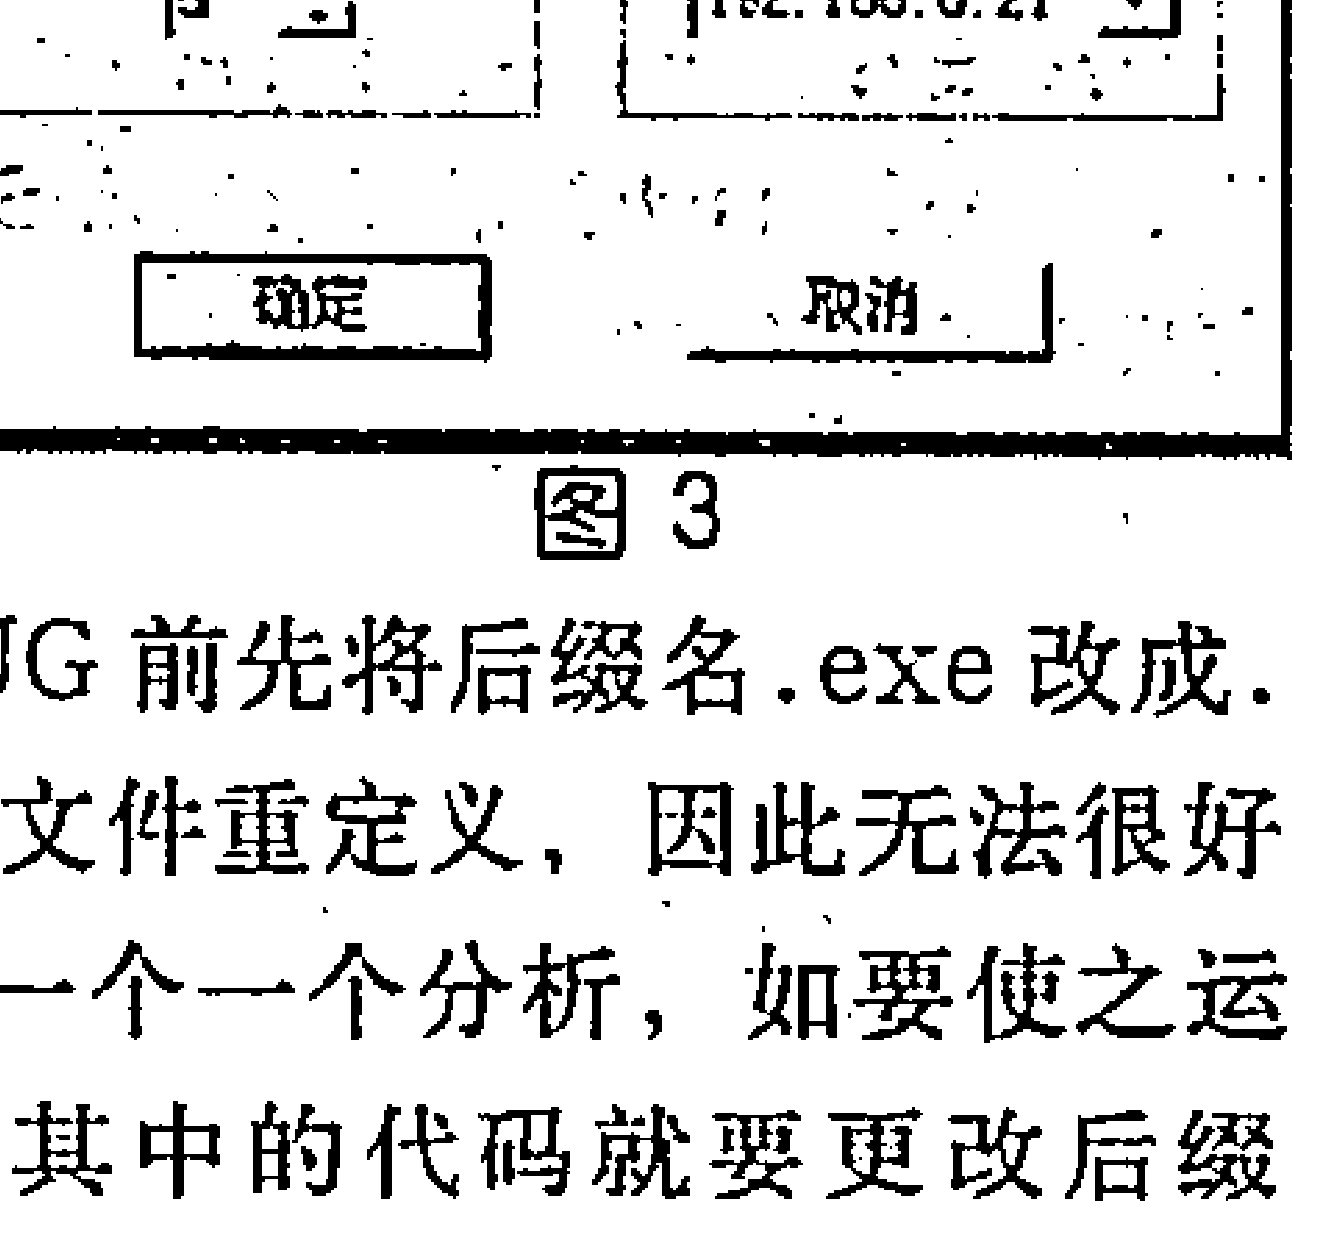 确定 取消
图 3
G 前先将后缀名.exe 改成.
文件重定义，因此无法很好
一个一个分析，如要使之运
其中的代码就要更改后缀